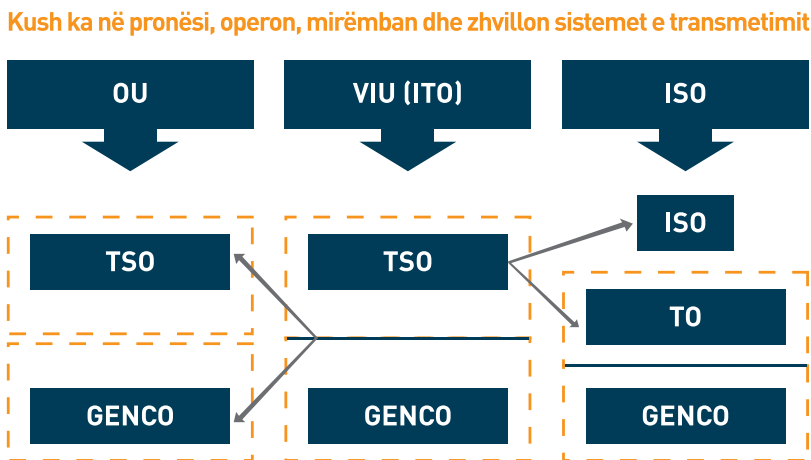 Kush ka në pronësi, operon, mirëmban dhe zhvillon sistemet e transmetimit
OU
VIU (ITO)
ISO
ISO
TSO
TSO
TO
GENCO
GENCO
GENCO